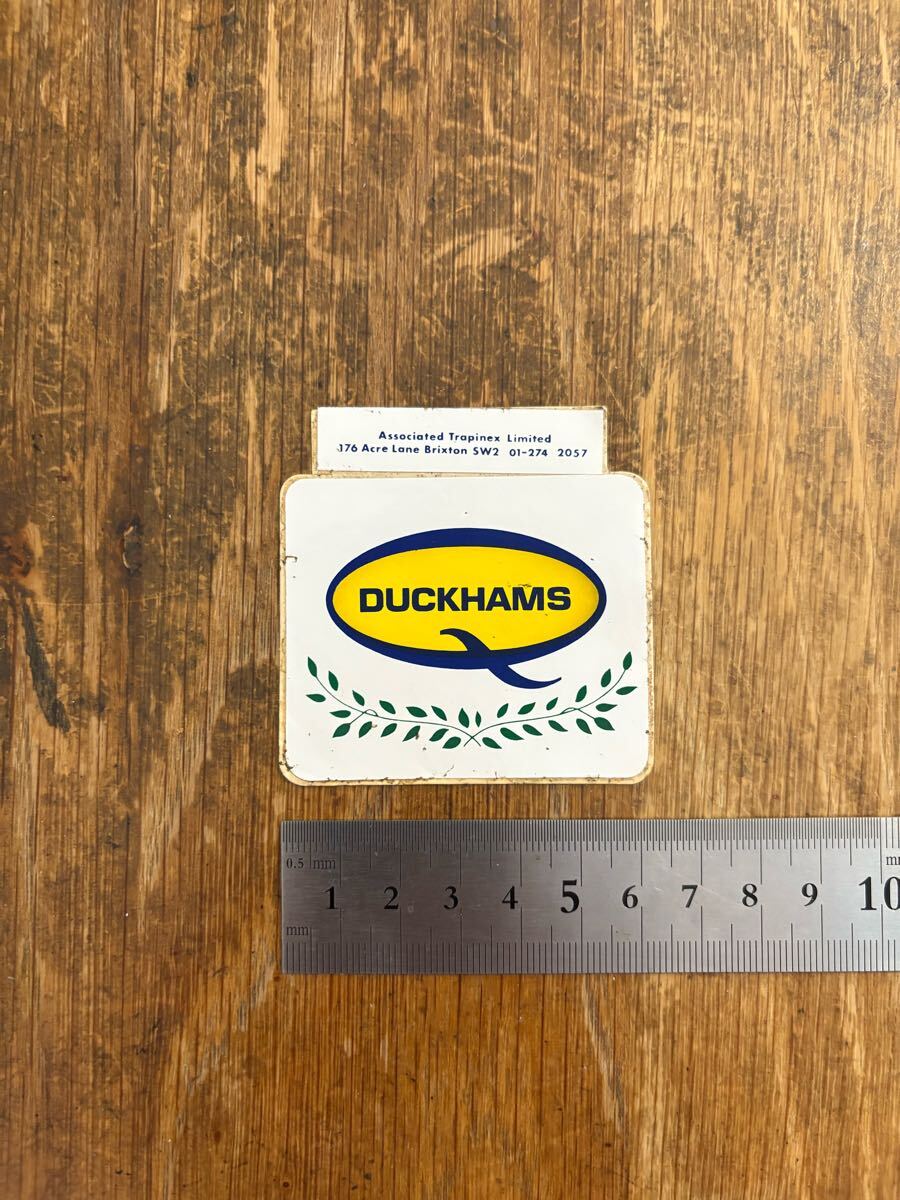 Associated Trapinex Limited
176 Acre Lane Brixton SW2 01-274 2057
DUCKHAMS
0.5 mm
1 2 3 4 5 6 7 8 9 10
mm